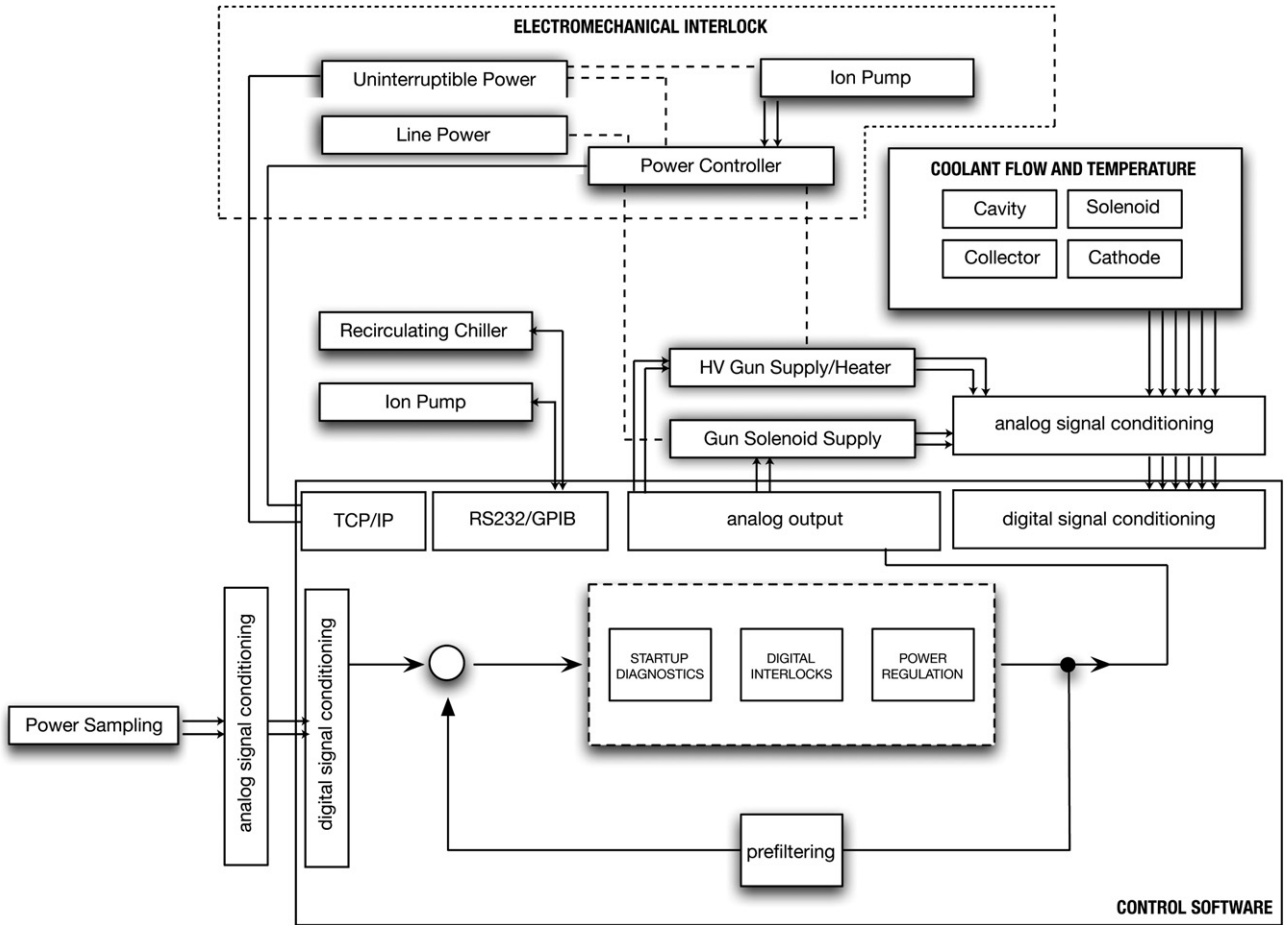 ELECTROMECHANICAL INTERLOCK
Uninterruptible Power
Ion Pump
Line Power
Power Controller
COOLANT FLOW AND TEMPERATURE
Cavity
Solenoid
Collector
Cathode
Recirculating Chiller
HV Gun Supply/Heater
Ion Pump
Gun Solenoid Supply
analog signal conditioning
TCP/IP
RS232/GPIB
analog output
digital signal conditioning
Power Sampling
analog signal conditioning
digital signal conditioning
STARTUP
DIAGNOSTICS
DIGITAL
INTERLOCKS
POWER
REGULATION
prefiltering
CONTROL SOFTWARE